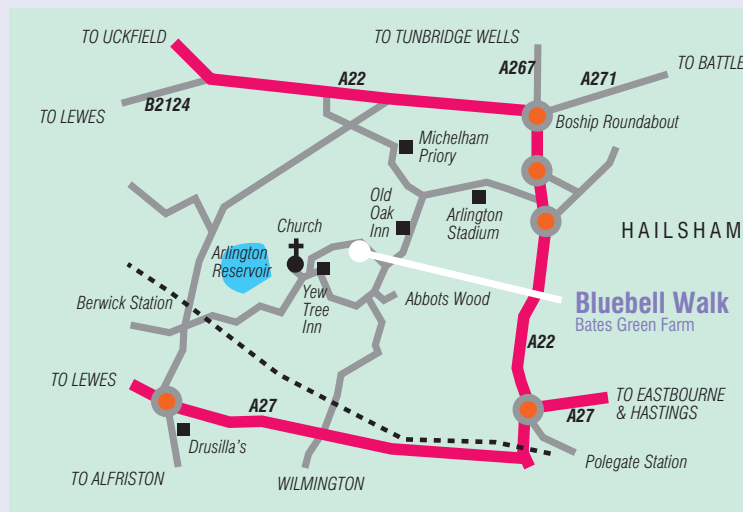 TO UCKFIELD
TO TUNBRIDGE WELLS
A267
A271
TO BATTLE
A22
B2124
TO LEWES
Boship Roundabout
Michelham
Priory
Old
Oak
Inn
Arlington
Stadium
HAILSHAM
Church
Arlington
Reservoir
Yew
Tree
Inn
Abbots Wood
Berwick Station
Bluebell Walk
Bates Green Farm
A22
TO LEWES
A27
TO EASTBOURNE
& HASTINGS
A27
Drusilla's
Polegate Station
TO ALFRISTON
WILMINGTON